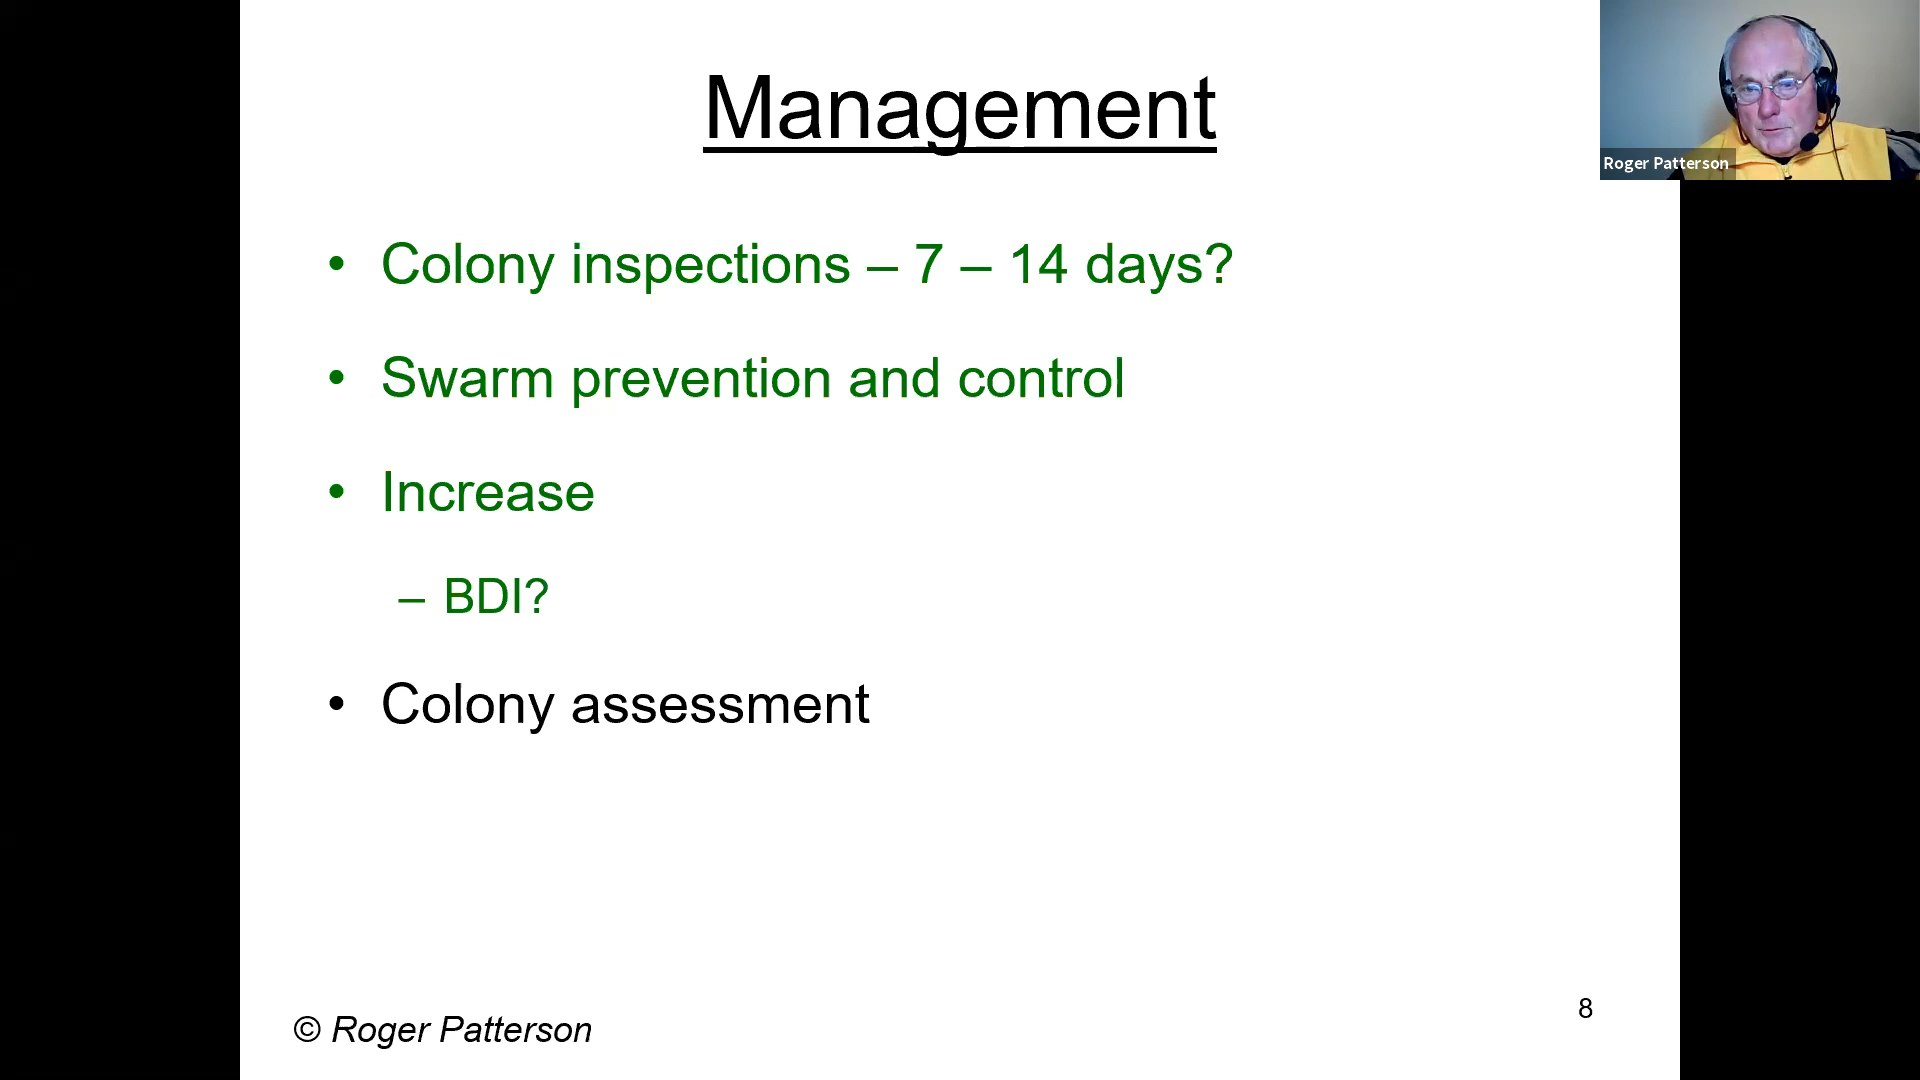 Management
Roger Patterson
• Colony inspections – 7 – 14 days?
• Swarm prevention and control
• Increase
– BDI?
• Colony assessment
8
© Roger Patterson